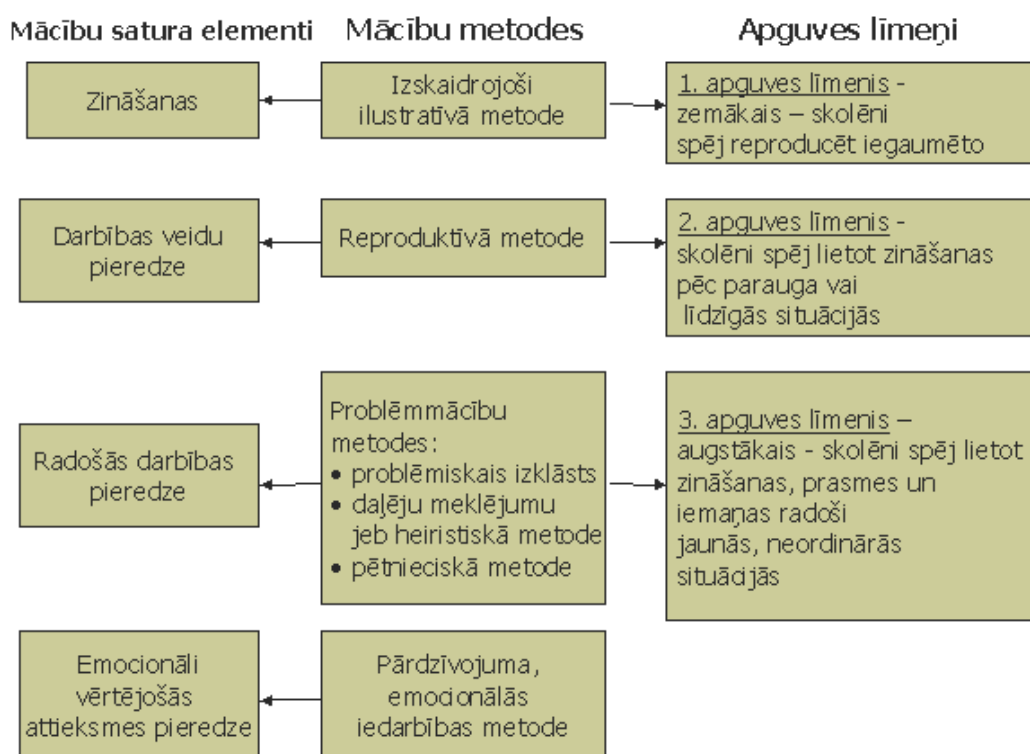 Mācību satura elementi
Mācību metodes
Apguves līmeņi
Zināšanas
Izskaidrojoši
ilustratīvā metode
1. apguves līmenis -
zemākais – skolēni
spēj reproducēt iegaumēto
Darbības veidu
pieredze
Reproduktīvā metode
2. apguves līmenis -
skolēni spēj lietot zināšanas
pēc parauga vai
līdzīgās situācijās
Radošās darbības
pieredze
Problēmmācību
metodes:
• problēmiskais izklāsts
• daļēju meklējumu
jeb heiristiskā metode
• pētnieciskā metode
3. apguves līmenis –
augstākais - skolēni spēj lietot
zināšanas, prasmes un
iemaņas radoši
jaunās, neordinārās
situācijās
Emocionāli
vērtējošās
attieksmes pieredze
Pārdzīvojuma,
emocionālās
iedarbības metode